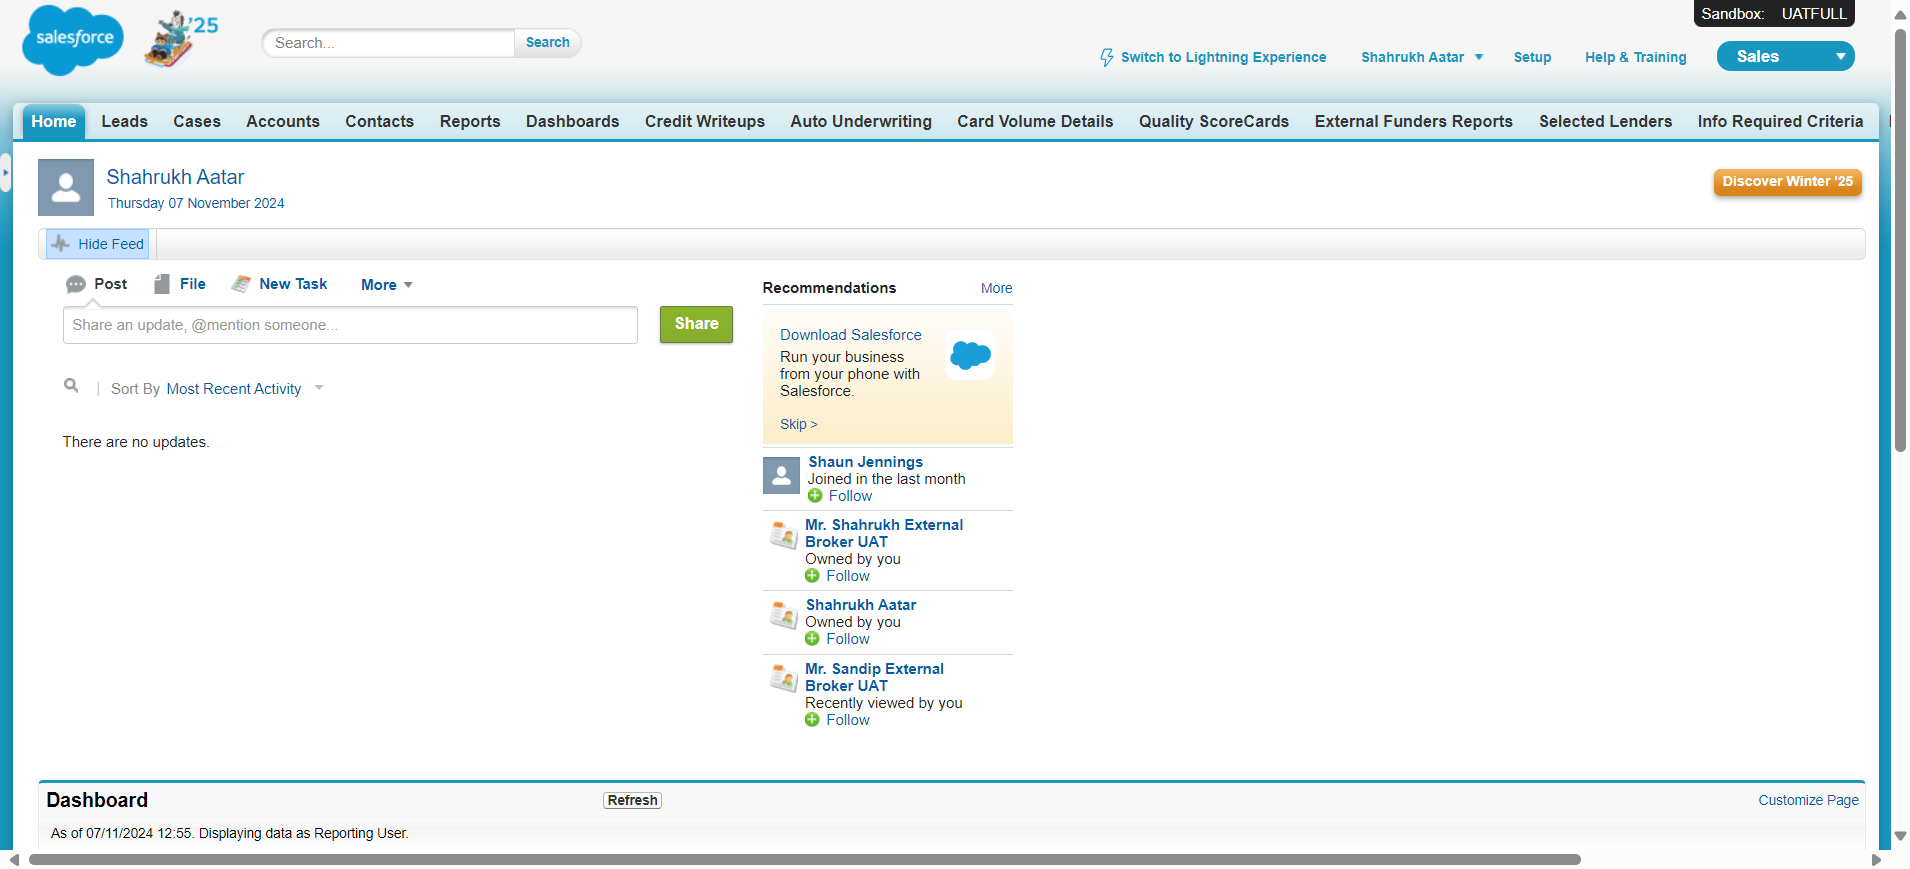 Sandbox: UATFULL
salesforce
'25
Search...
Search
Switch to Lightning Experience
Shahrukh Aatar
Setup
Help & Training
Sales
Home Leads Cases Accounts Contacts Reports Dashboards Credit Writeups Auto Underwriting Card Volume Details Quality ScoreCards External Funders Reports Selected Lenders Info Required Criteria
Shahrukh Aatar
Thursday 07 November 2024
Discover Winter '25
Hide Feed
Post File New Task More
Share an update, @mention someone...
Share
Sort By Most Recent Activity
There are no updates.
Recommendations More
Download Salesforce
Run your business
from your phone with
Salesforce.
Skip >
Shaun Jennings
Joined in the last month
Follow
Mr. Shahrukh External
Broker UAT
Owned by you
Follow
Shahrukh Aatar
Owned by you
Follow
Mr. Sandip External
Broker UAT
Recently viewed by you
Follow
Dashboard
Refresh
Customize Page
As of 07/11/2024 12:55. Displaying data as Reporting User.